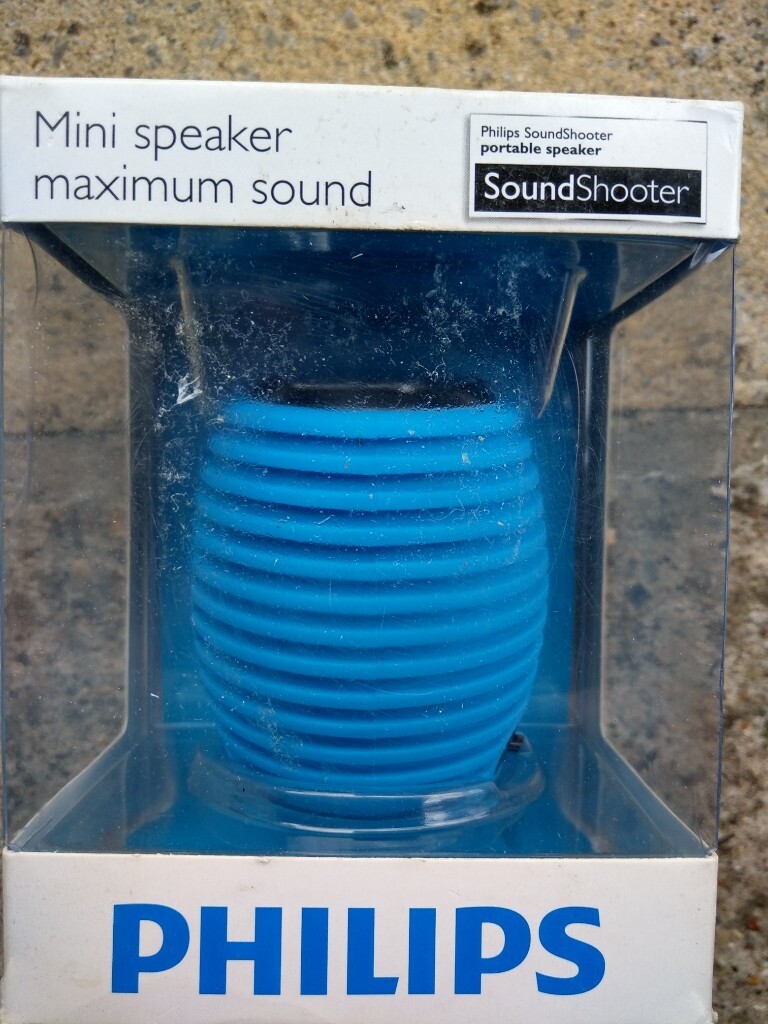 Mini speaker
maximum sound
Philips SoundShooter
portable speaker
SoundShooter
PHILIPS